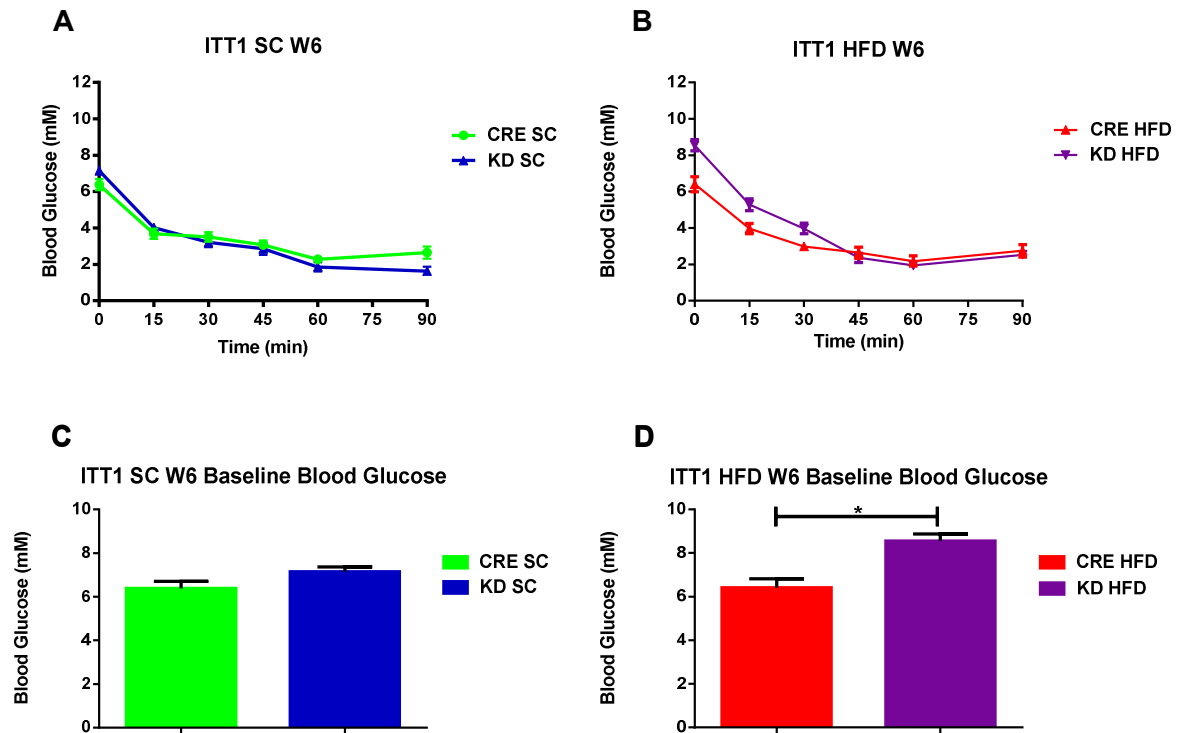 A
ITT1 SC W6
Blood Glucose (mM)
12
10
8
6
4
2
0
0 15 30 45 60 75 90
Time (min)
CRE SC
KD SC
B
ITT1 HFD W6
Blood Glucose (mM)
12
10
8
6
4
2
0
0 15 30 45 60 75 90
Time (min)
CRE HFD
KD HFD
C
ITT1 SC W6 Baseline Blood Glucose
Blood Glucose (mM)
10
8
6
4
2
0
CRE SC
KD SC
D
ITT1 HFD W6 Baseline Blood Glucose
Blood Glucose (mM)
10
8
6
4
2
0
*
CRE HFD
KD HFD